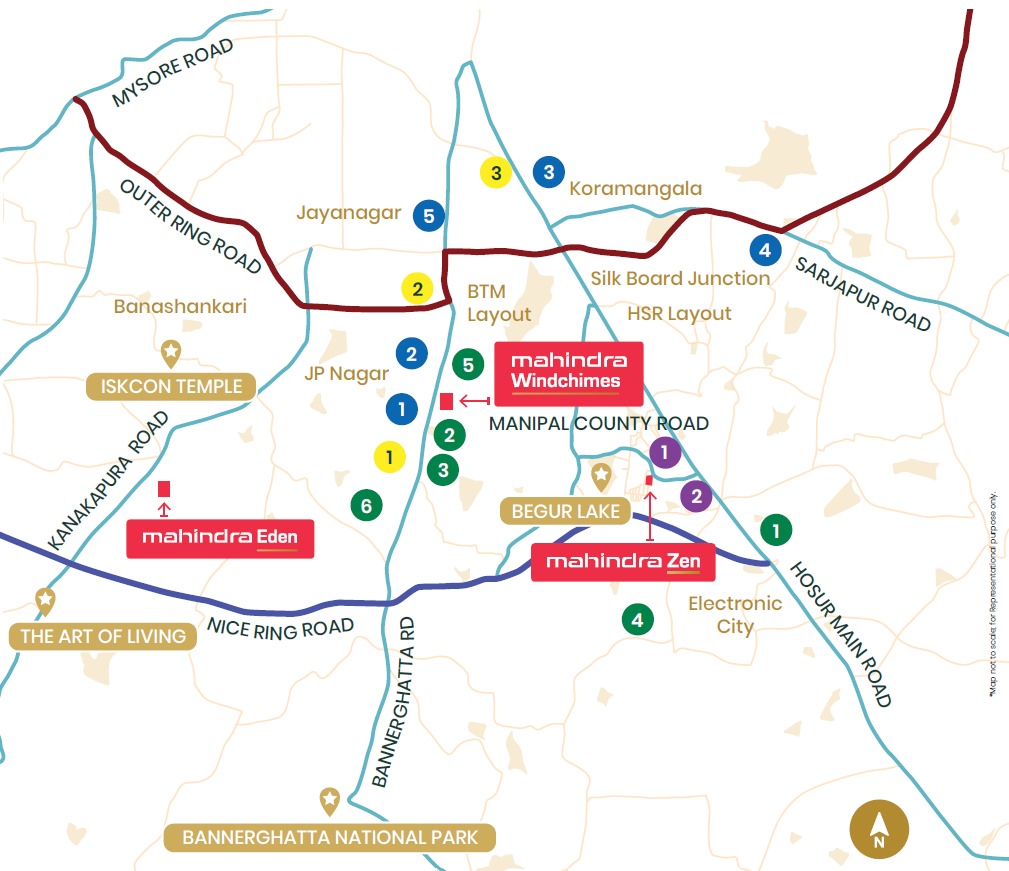 MYSORE ROAD
3
3
Koramangala
OUTER RING ROAD
Jayanagar
5
4
Silk Board Junction
SARJAPUR ROAD
Banashankari
2
BTM
Layout
HSR Layout
ISKCON TEMPLE
JP Nagar
2
5
mahindra
Windchimes
1
MANIPAL COUNTY ROAD
KANAKAPURA ROAD
2
1
3
1
6
BEGUR LAKE
2
mahindra Eden
1
mahindra Zen
HOSUR MAIN ROAD
THE ART OF LIVING
NICE RING ROAD
4
Electronic
City
BANNERGHATTA RD
BANNERGHATTA NATIONAL PARK
N
*Map not to scale, for Representational purpose only.